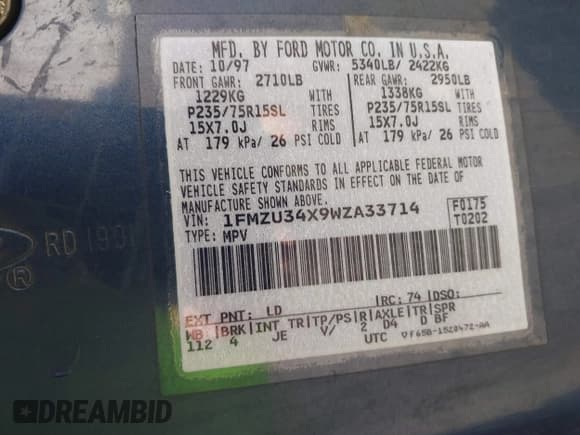 MFD. BY FORD MOTOR CO. IN U.S.A.
DATE: 10/97 GVWR: 5340LB/ 2422KG
FRONT GAWR: 2710LB REAR GAWR: 2950LB
1229KG WITH 1338KG WITH
P235/75R15SL TIRES P235/75R15SL TIRES
15X7.0J RIMS 15X7.0J RIMS
AT 179 kPa/ 26 PSI COLD AT 179 kPa/ 26 PSI COLD
THIS VEHICLE CONFORMS TO ALL APPLICABLE FEDERAL MOTOR
VEHICLE SAFETY STANDARDS IN EFFECT ON THE DATE OF
MANUFACTURE SHOWN ABOVE.
VIN: 1FMZU34X9WZA33714 F0175
TYPE: MPV T0202
EXT PNT: LD RC: 74 DSO:
WB BRK INT TR TP/PS R AXLE TR SPR
112 4 JE V/ 2 D4 D BF
UTC VF65B-1520472-AA
RD 1901
®
DREAMBID